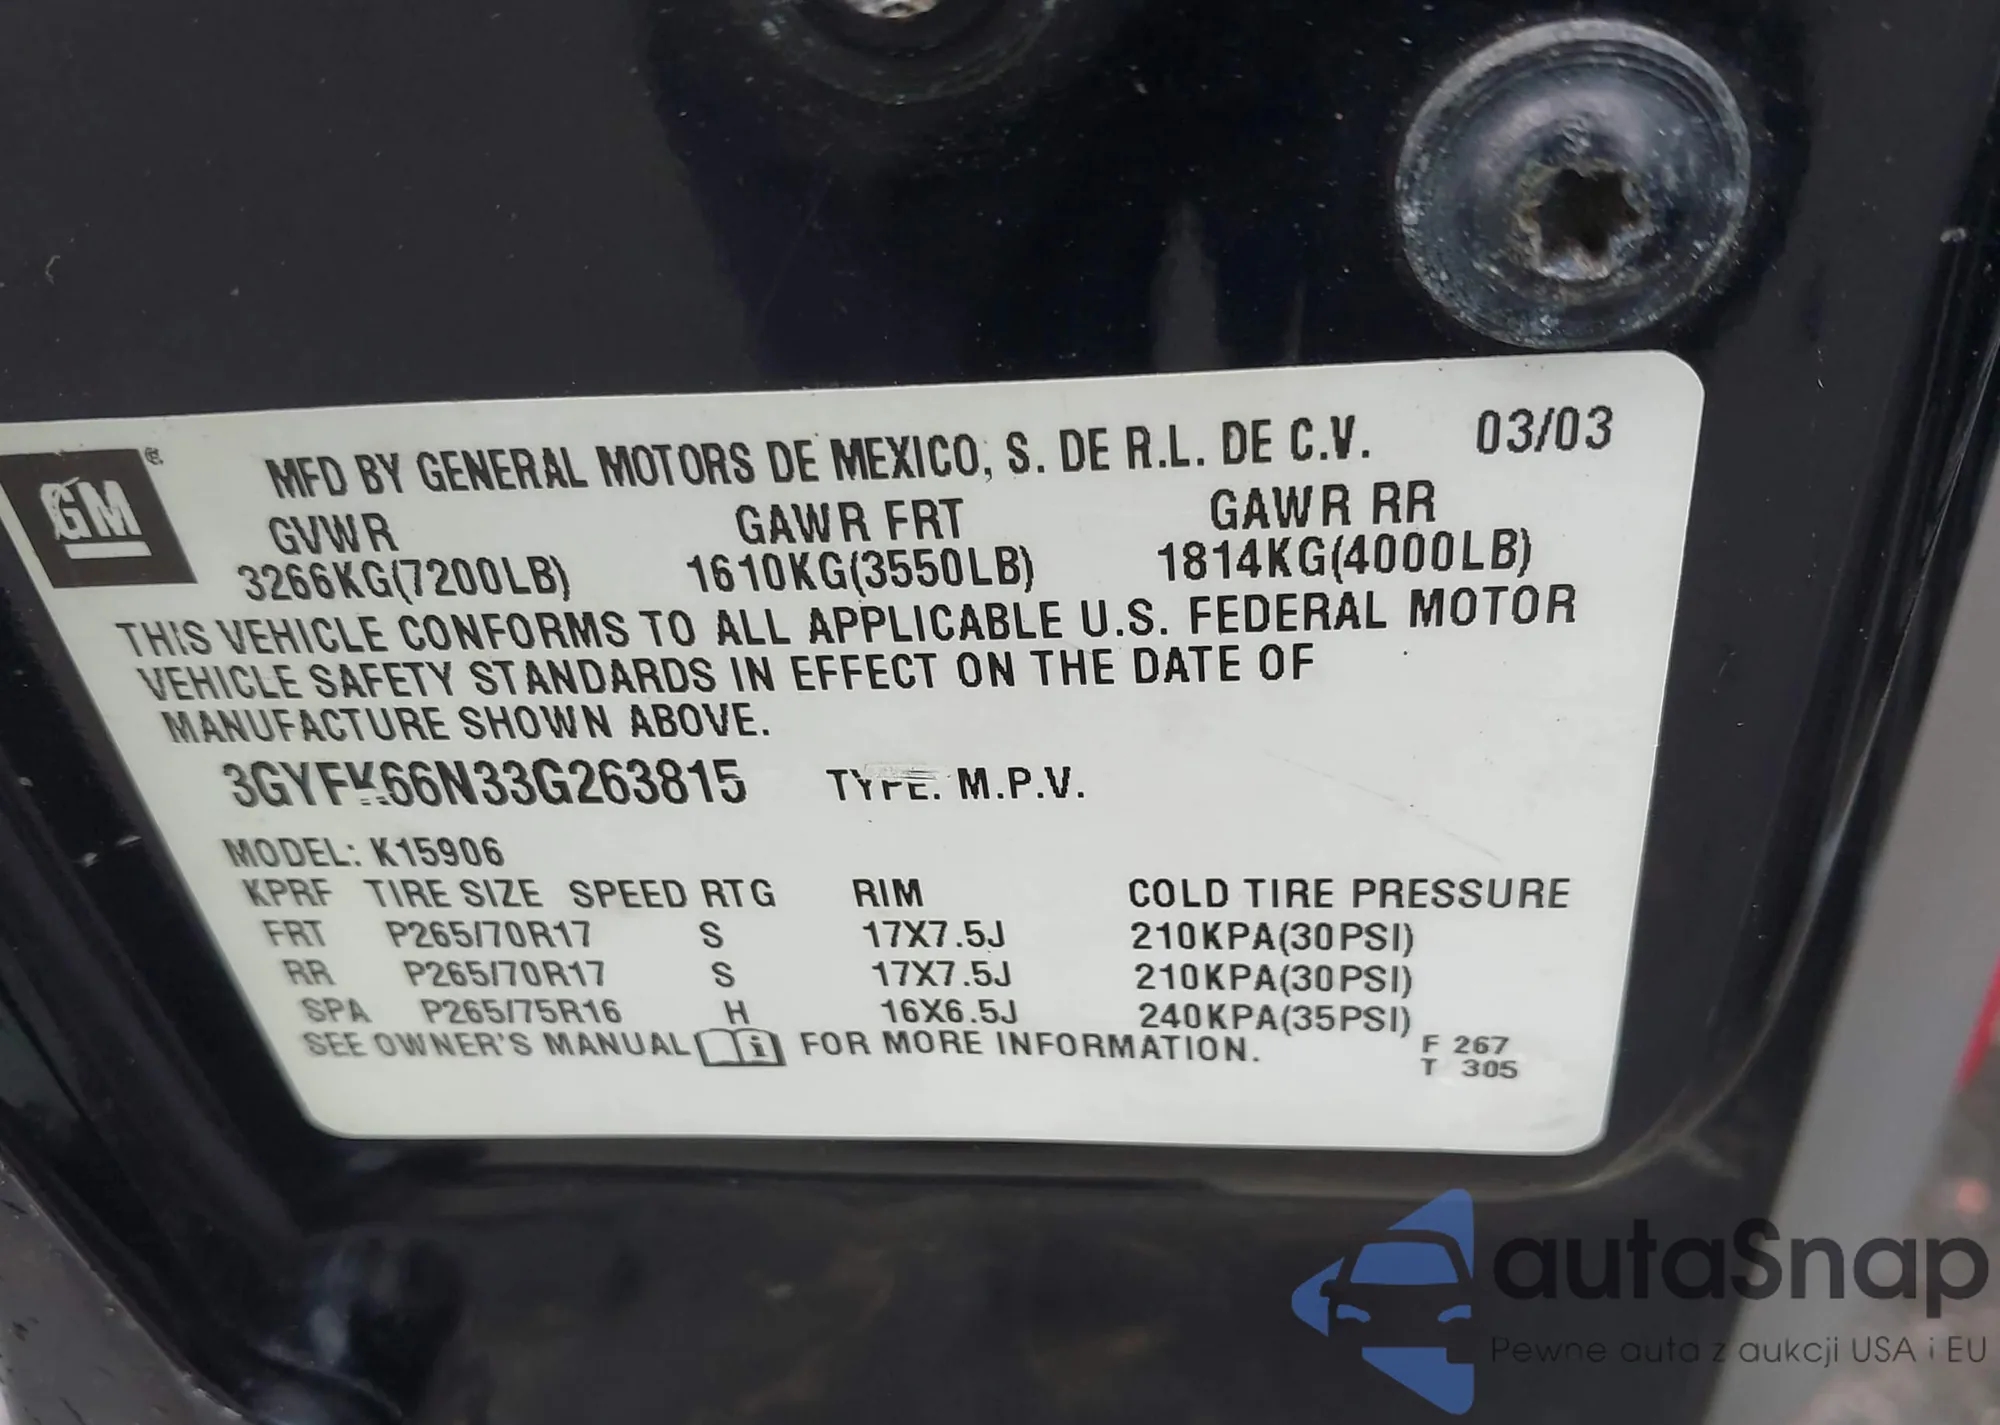 GM ®
MFD BY GENERAL MOTORS DE MEXICO, S. DE R.L. DE C.V. 03/03
GVWR GAWR FRT GAWR RR
3266KG(7200LB) 1610KG(3550LB) 1814KG(4000LB)
THIS VEHICLE CONFORMS TO ALL APPLICABLE U.S. FEDERAL MOTOR
VEHICLE SAFETY STANDARDS IN EFFECT ON THE DATE OF
MANUFACTURE SHOWN ABOVE.
3GYFK66N33G263815 TYPE: M.P.V.
MODEL: K15906
KPRF TIRE SIZE SPEED RTG RIM COLD TIRE PRESSURE
FRT P265/70R17 S 17X7.5J 210KPA(30PSI)
RR P265/70R17 S 17X7.5J 210KPA(30PSI)
SPA P265/75R16 H 16X6.5J 240KPA(35PSI)
SEE OWNER'S MANUAL i FOR MORE INFORMATION.
F 267
T 305
autaSnap
Pewne auta z aukcji USA i EU